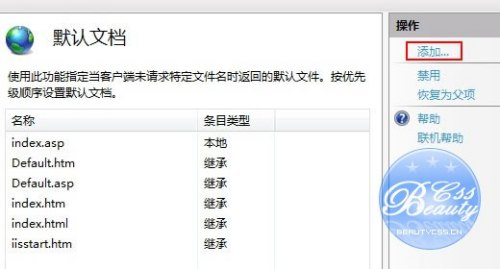 默认文档
使用此功能指定当客户端未请求特定文件名时返回的默认文件。按优先
级顺序设置默认文档。
名称 条目类型
index.asp 本地
Default.htm 继承
Default.asp 继承
index.htm 继承
index.html 继承
iisstart.htm 继承
操作
添加...
禁用
恢复为父项
帮助
联机帮助
Css
Beauty
BEAUTYCSS.CN